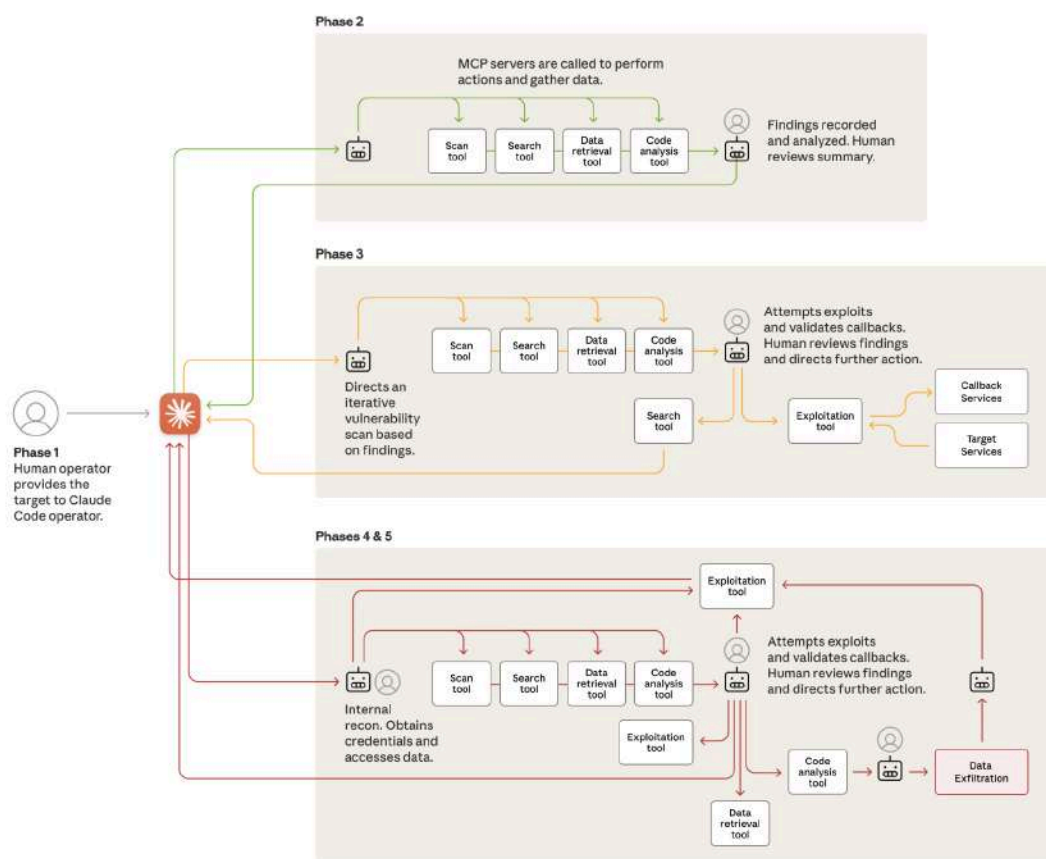 Phase 2
MCP servers are called to perform
actions and gather data.
Scan
tool
Search
tool
Data
retrieval
tool
Code
analysis
tool
Findings recorded
and analyzed. Human
reviews summary.
Phase 3
Scan
tool
Search
tool
Data
retrieval
tool
Code
analysis
tool
Attempts exploits
and validates callbacks.
Human reviews findings
and directs further action.
Directs an
iterative
vulnerability
scan based
on findings.
Search
tool
Exploitation
tool
Callback
Services
Target
Services
Phase 1
Human operator
provides the
target to Claude
Code operator.
Phases 4 & 5
Exploitation
tool
Scan
tool
Search
tool
Data
retrieval
tool
Code
analysis
tool
Attempts exploits
and validates callbacks.
Human reviews findings
and directs further action.
Internal
recon. Obtains
credentials and
accesses data.
Exploitation
tool
Code
analysis
tool
Data
Exfiltration
Data
retrieval
tool